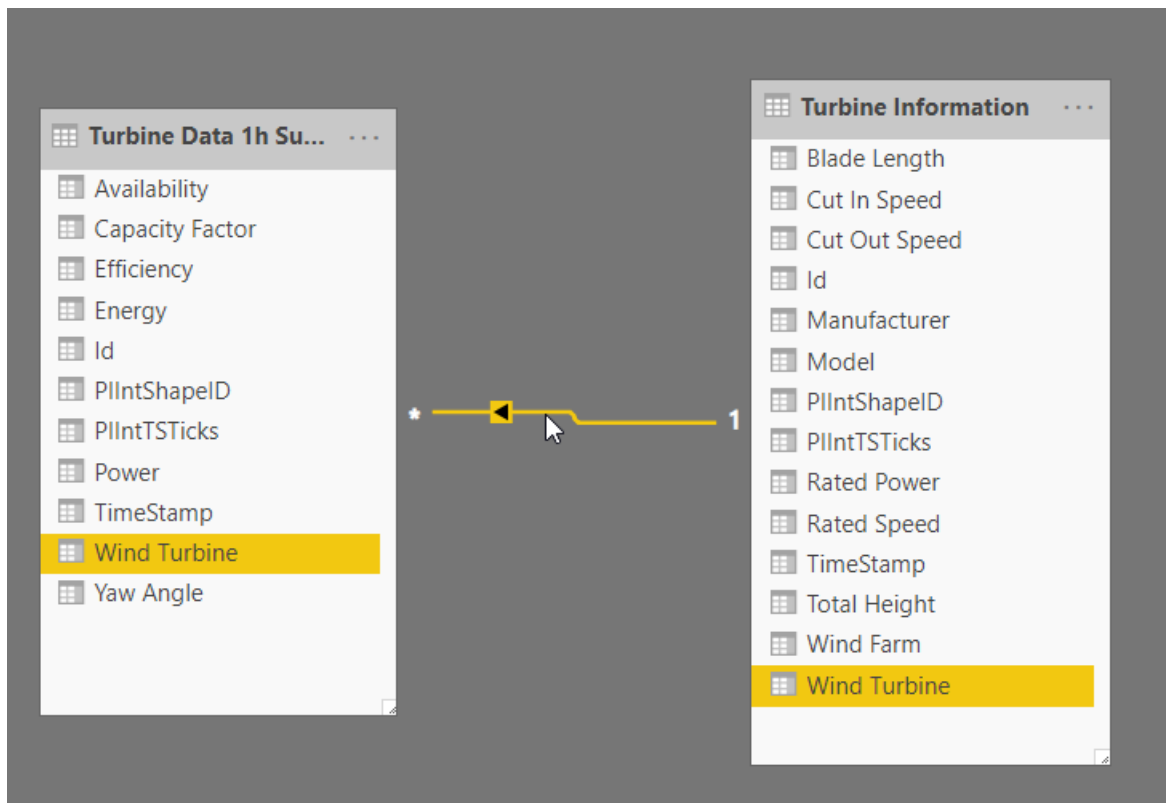 Turbine Data 1h Su... ...
Availability
Capacity Factor
Efficiency
Energy
Id
PIIntShapeID
PIIntTSTicks
Power
TimeStamp
Wind Turbine
Yaw Angle
* 1
Turbine Information ...
Blade Length
Cut In Speed
Cut Out Speed
Id
Manufacturer
Model
PIIntShapeID
PIIntTSTicks
Rated Power
Rated Speed
TimeStamp
Total Height
Wind Farm
Wind Turbine